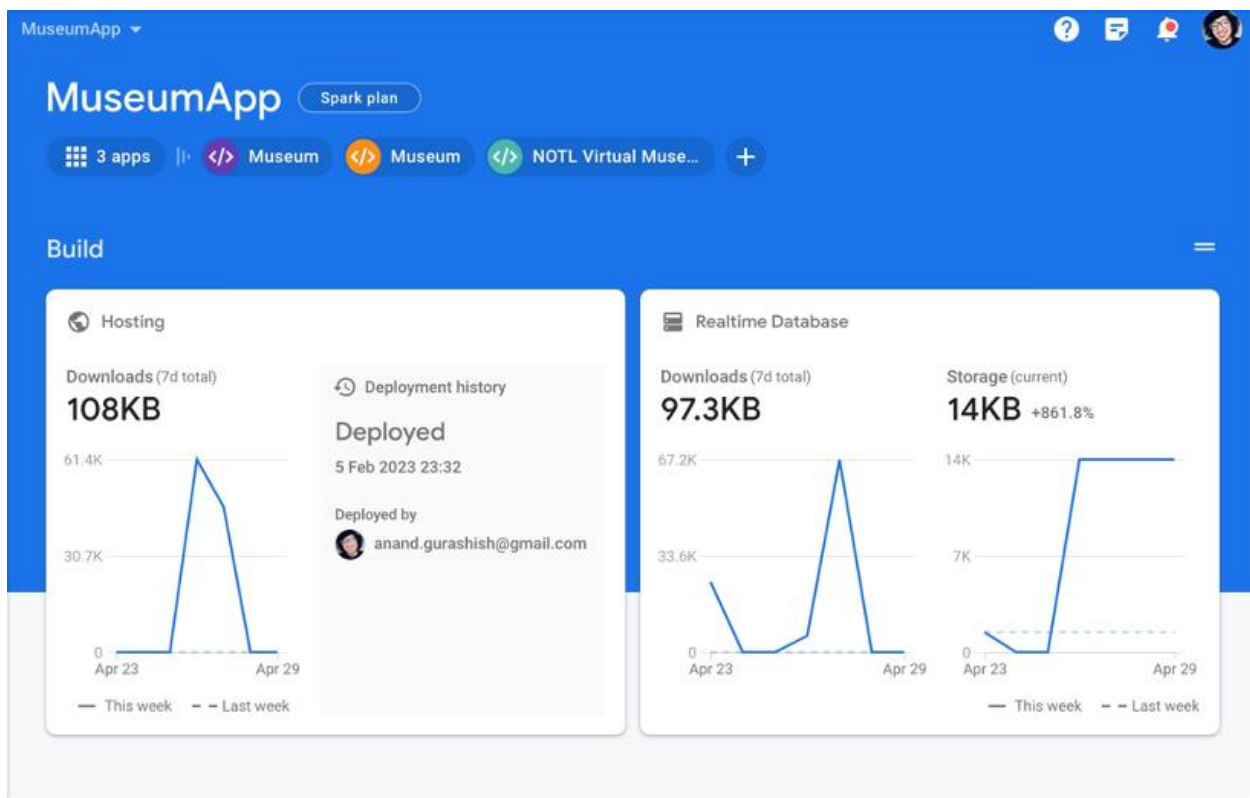 MuseumApp
MuseumApp Spark plan
3 apps </> Museum </> Museum </> NOTL Virtual Muse... +
Build
Hosting
Downloads (7d total)
108KB
61.4K
30.7K
0
Apr 23 Apr 29
This week Last week
Deployment history
Deployed
5 Feb 2023 23:32
Deployed by
anand.gurashish@gmail.com
Realtime Database
Downloads (7d total)
97.3KB
67.2K
33.6K
0
Apr 23 Apr 29
Storage (current)
14KB +861.8%
14K
7K
0
Apr 23 Apr 29
This week Last week